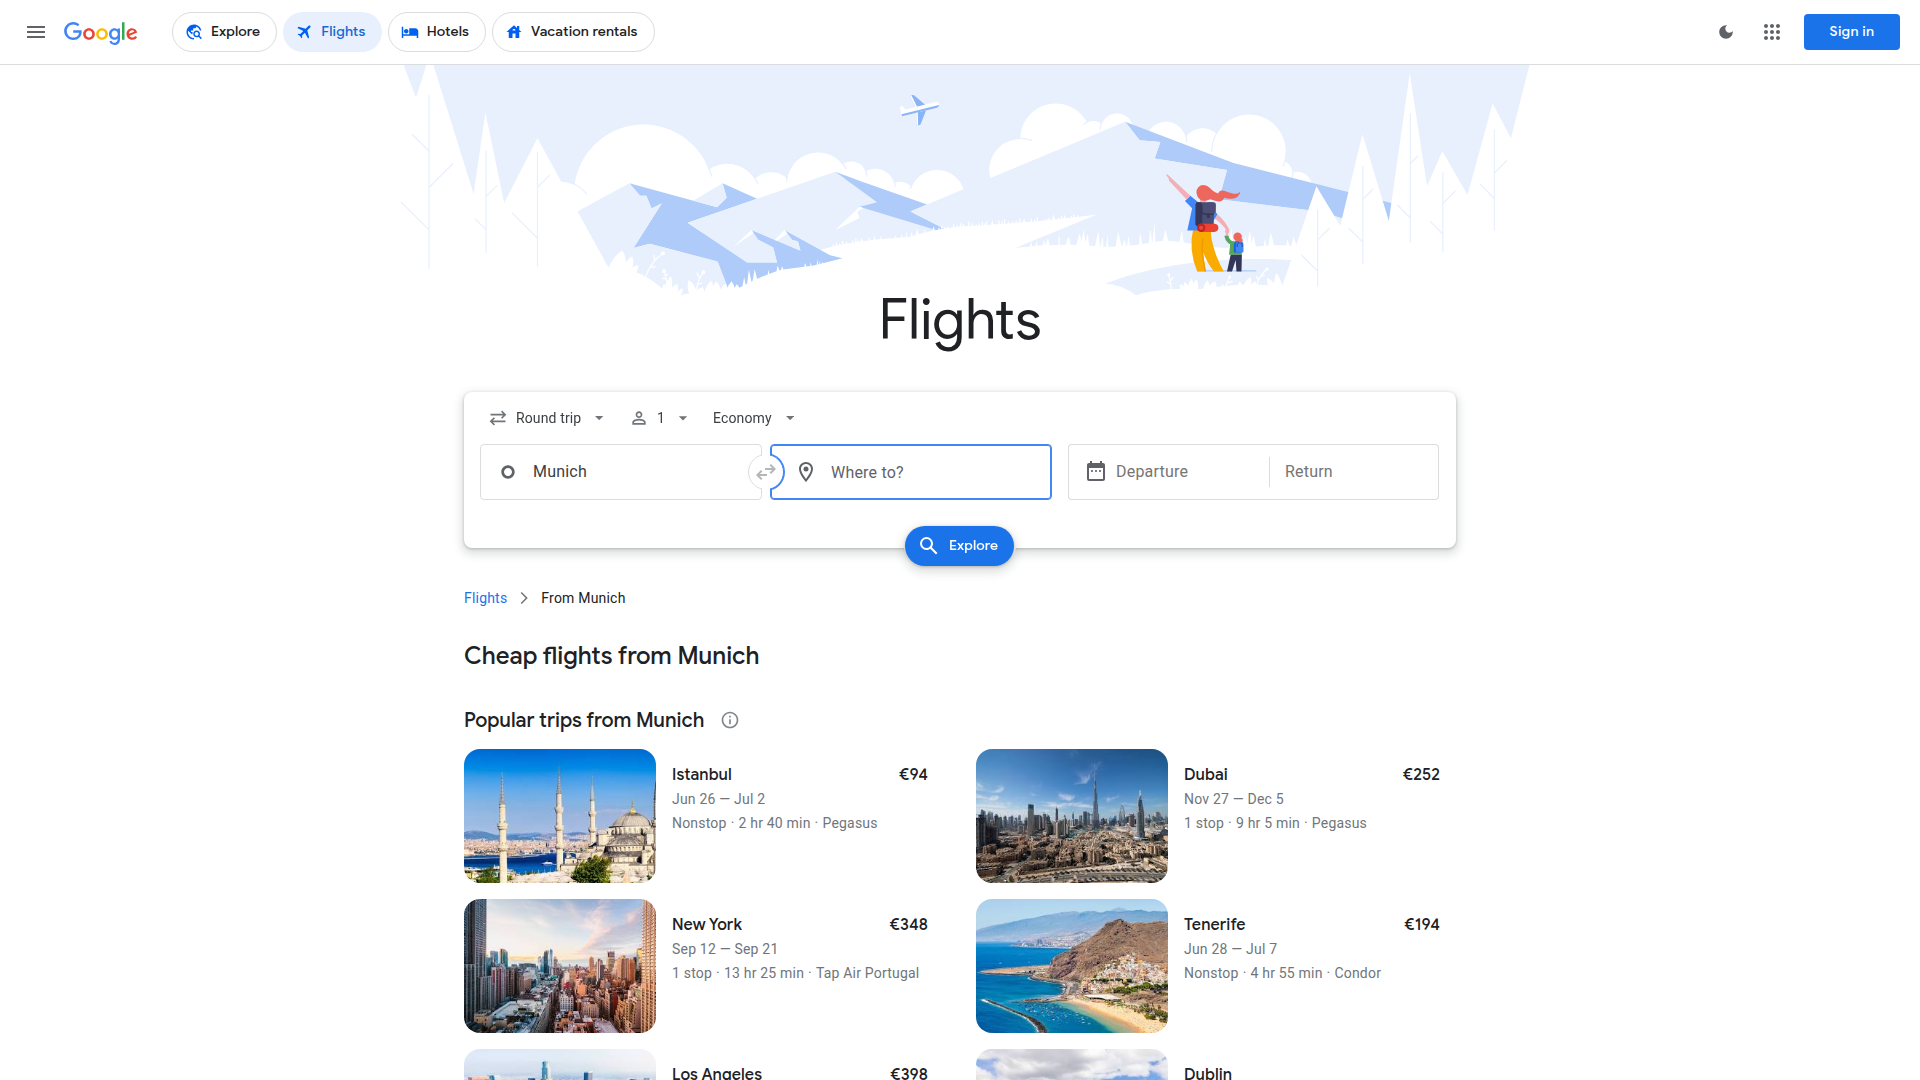 Google
Explore
Flights
Hotels
Vacation rentals
Sign in
Flights
Round trip
1
Economy
Munich
Where to?
Departure
Return
Explore
Flights
From Munich
Cheap flights from Munich
Popular trips from Munich
Istanbul
€94
Jun 26 — Jul 2
Nonstop · 2 hr 40 min · Pegasus
Dubai
€252
Nov 27 — Dec 5
1 stop · 9 hr 5 min · Pegasus
New York
€348
Sep 12 — Sep 21
1 stop · 13 hr 25 min · Tap Air Portugal
Tenerife
€194
Jun 28 — Jul 7
Nonstop · 4 hr 55 min · Condor
Los Angeles
€398
Dublin